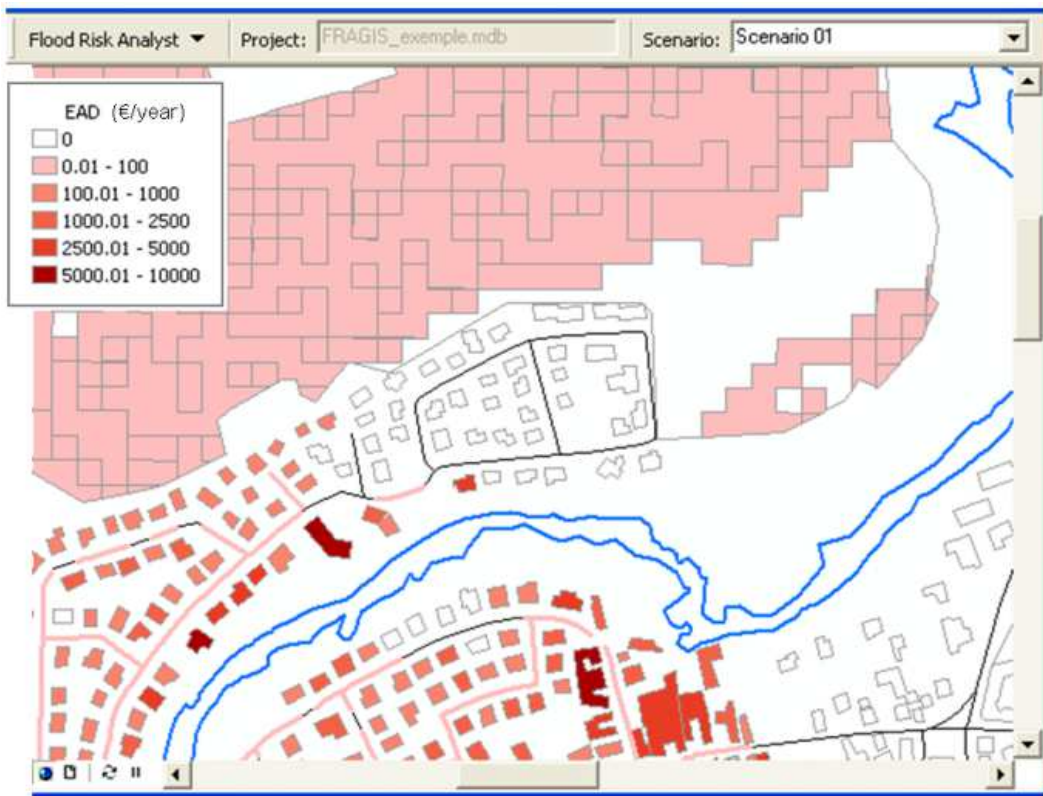 Flood Risk Analyst Project: FRAGIS_exemple.mdb Scenario: Scenario 01
EAD (€/year)
0
0.01 - 100
100.01 - 1000
1000.01 - 2500
2500.01 - 5000
5000.01 - 10000